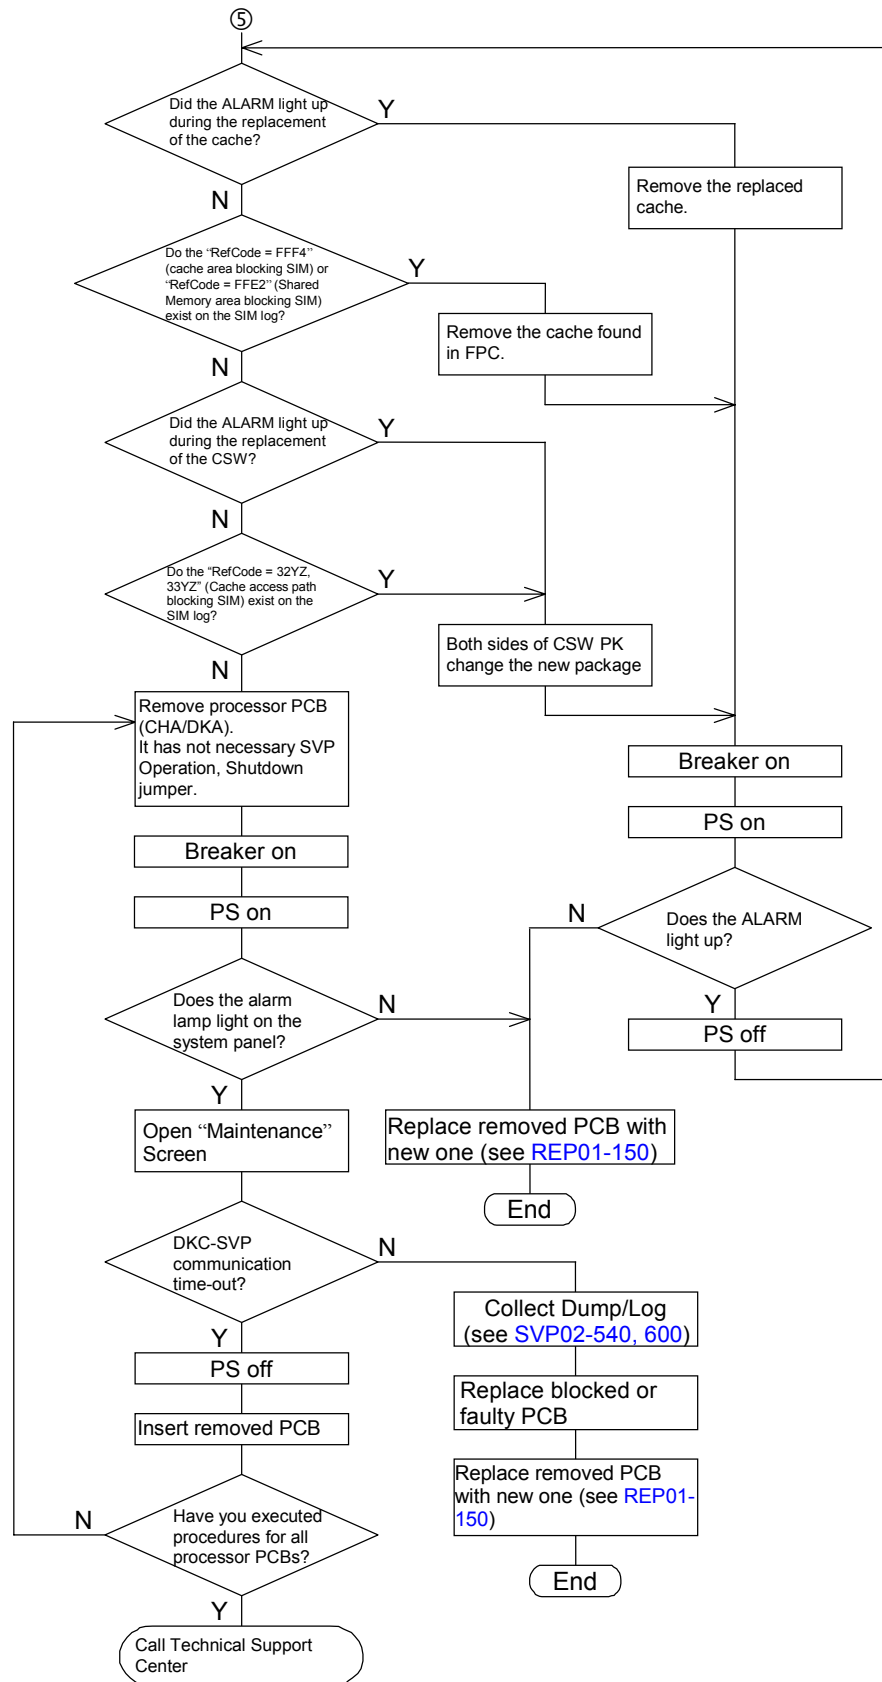 ⑤
Did the ALARM light up
during the replacement
of the cache?
Y
N
Remove the replaced
cache.
Do the “RefCode = FFF4”
(cache area blocking SIM) or
“RefCode = FFE2” (Shared
Memory area blocking SIM)
exist on the SIM log?
Y
N
Remove the cache found
in FPC.
Did the ALARM light up
during the replacement
of the CSW?
Y
N
Do the “RefCode = 32YZ,
33YZ” (Cache access path
blocking SIM) exist on the
SIM log?
Y
N
Both sides of CSW PK
change the new package
Remove processor PCB
(CHA/DKA).
It has not necessary SVP
Operation, Shutdown
jumper.
Breaker on
PS on
Breaker on
PS on
Does the ALARM
light up?
N
Y
PS off
Does the alarm
lamp light on the
system panel?
N
Y
Replace removed PCB with
new one (see REP01-150)
End
Open “Maintenance”
Screen
DKC-SVP
communication
time-out?
N
Y
Collect Dump/Log
(see SVP02-540, 600)
Replace blocked or
faulty PCB
Replace removed PCB
with new one (see REP01-
150)
End
PS off
Insert removed PCB
Have you executed
procedures for all
processor PCBs?
N
Y
Call Technical Support
Center